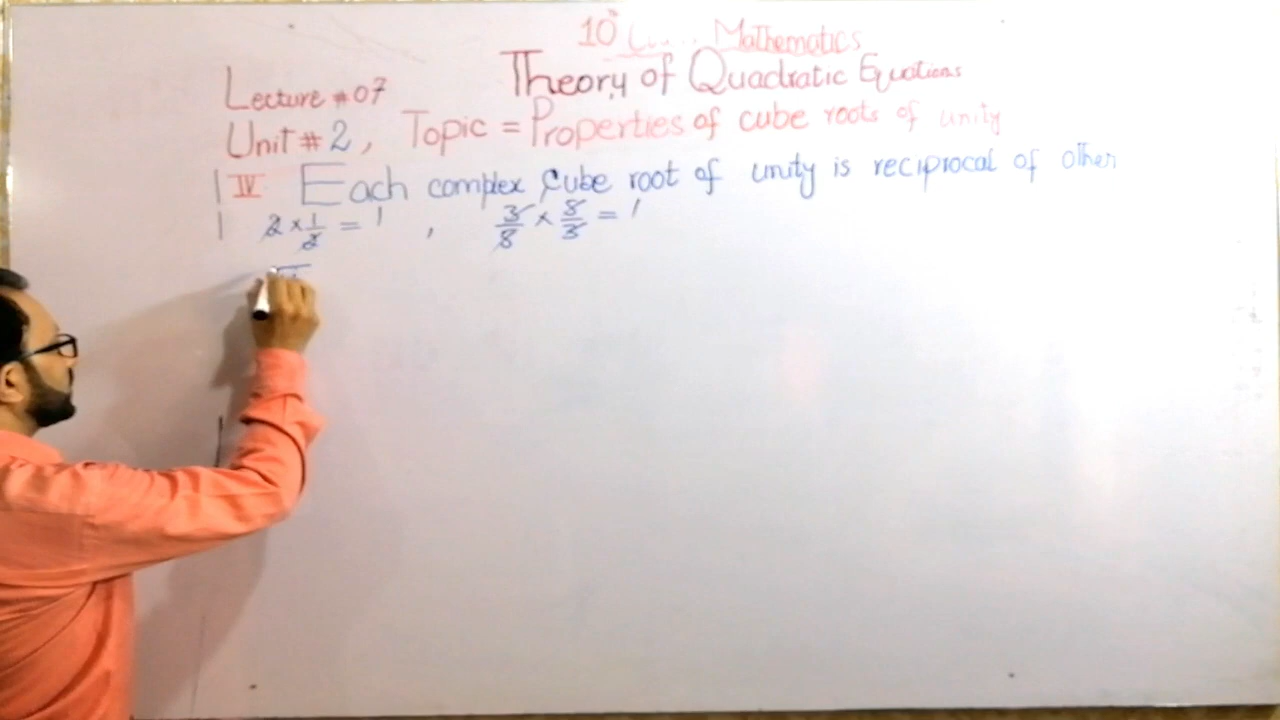 10th Mathematics
Theory of Quadratic Equations
Lecture # 07
Unit # 2, Topic = Properties of cube roots of unity
IV Each complex cube root of unity is reciprocal of other
2 × 1/2 = 1 , 3/8 × 8/3 = 1